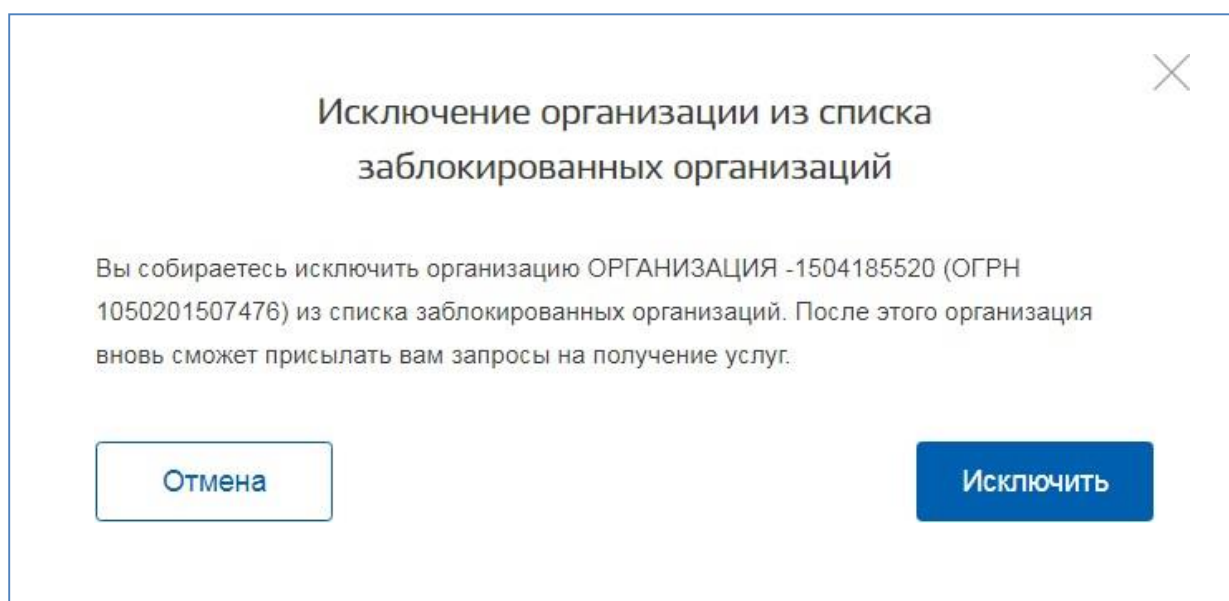 Исключение организации из списка
заблокированных организаций
Вы собираетесь исключить организацию ОРГАНИЗАЦИЯ -1504185520 (ОГРН
1050201507476) из списка заблокированных организаций. После этого организация
вновь сможет присылать вам запросы на получение услуг.
Отмена
Исключить